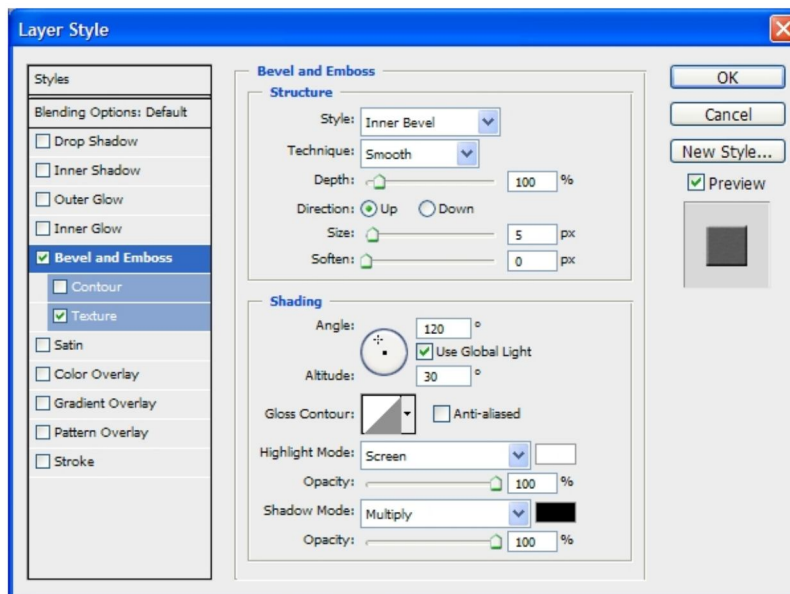 Layer Style
Styles
Blending Options: Default
Drop Shadow
Inner Shadow
Outer Glow
Inner Glow
Bevel and Emboss
Contour
Texture
Satin
Color Overlay
Gradient Overlay
Pattern Overlay
Stroke
Bevel and Emboss
Structure
Style: Inner Bevel
Technique: Smooth
Depth: 100 %
Direction: Up Down
Size: 5 px
Soften: 0 px
Shading
Angle: 120 °
Use Global Light
Altitude: 30 °
Gloss Contour: Anti-aliased
Highlight Mode: Screen
Opacity: 100 %
Shadow Mode: Multiply
Opacity: 100 %
OK
Cancel
New Style...
Preview